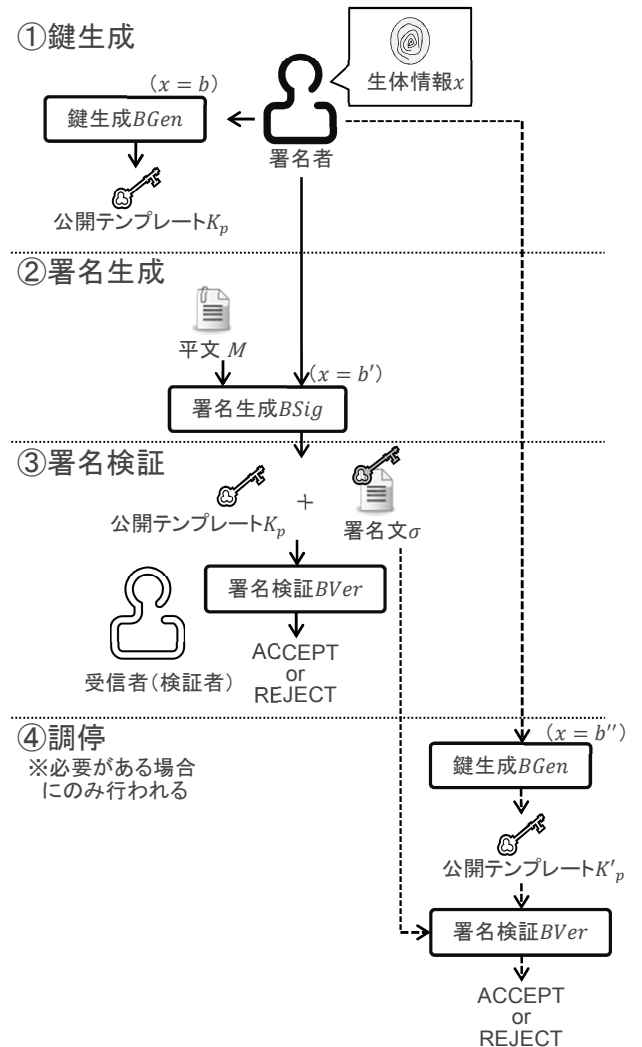 ①鍵生成
生体情報x
(x = b)
鍵生成BGen
署名者
公開テンプレートK_p
②署名生成
平文 M
(x = b′)
署名生成BSig
③署名検証
+
公開テンプレートK_p
署名文σ
署名検証BVer
ACCEPT
or
REJECT
受信者(検証者)
④調停
※必要がある場合
にのみ行われる
(x = b′′)
鍵生成BGen
公開テンプレートK′_p
署名検証BVer
ACCEPT
or
REJECT